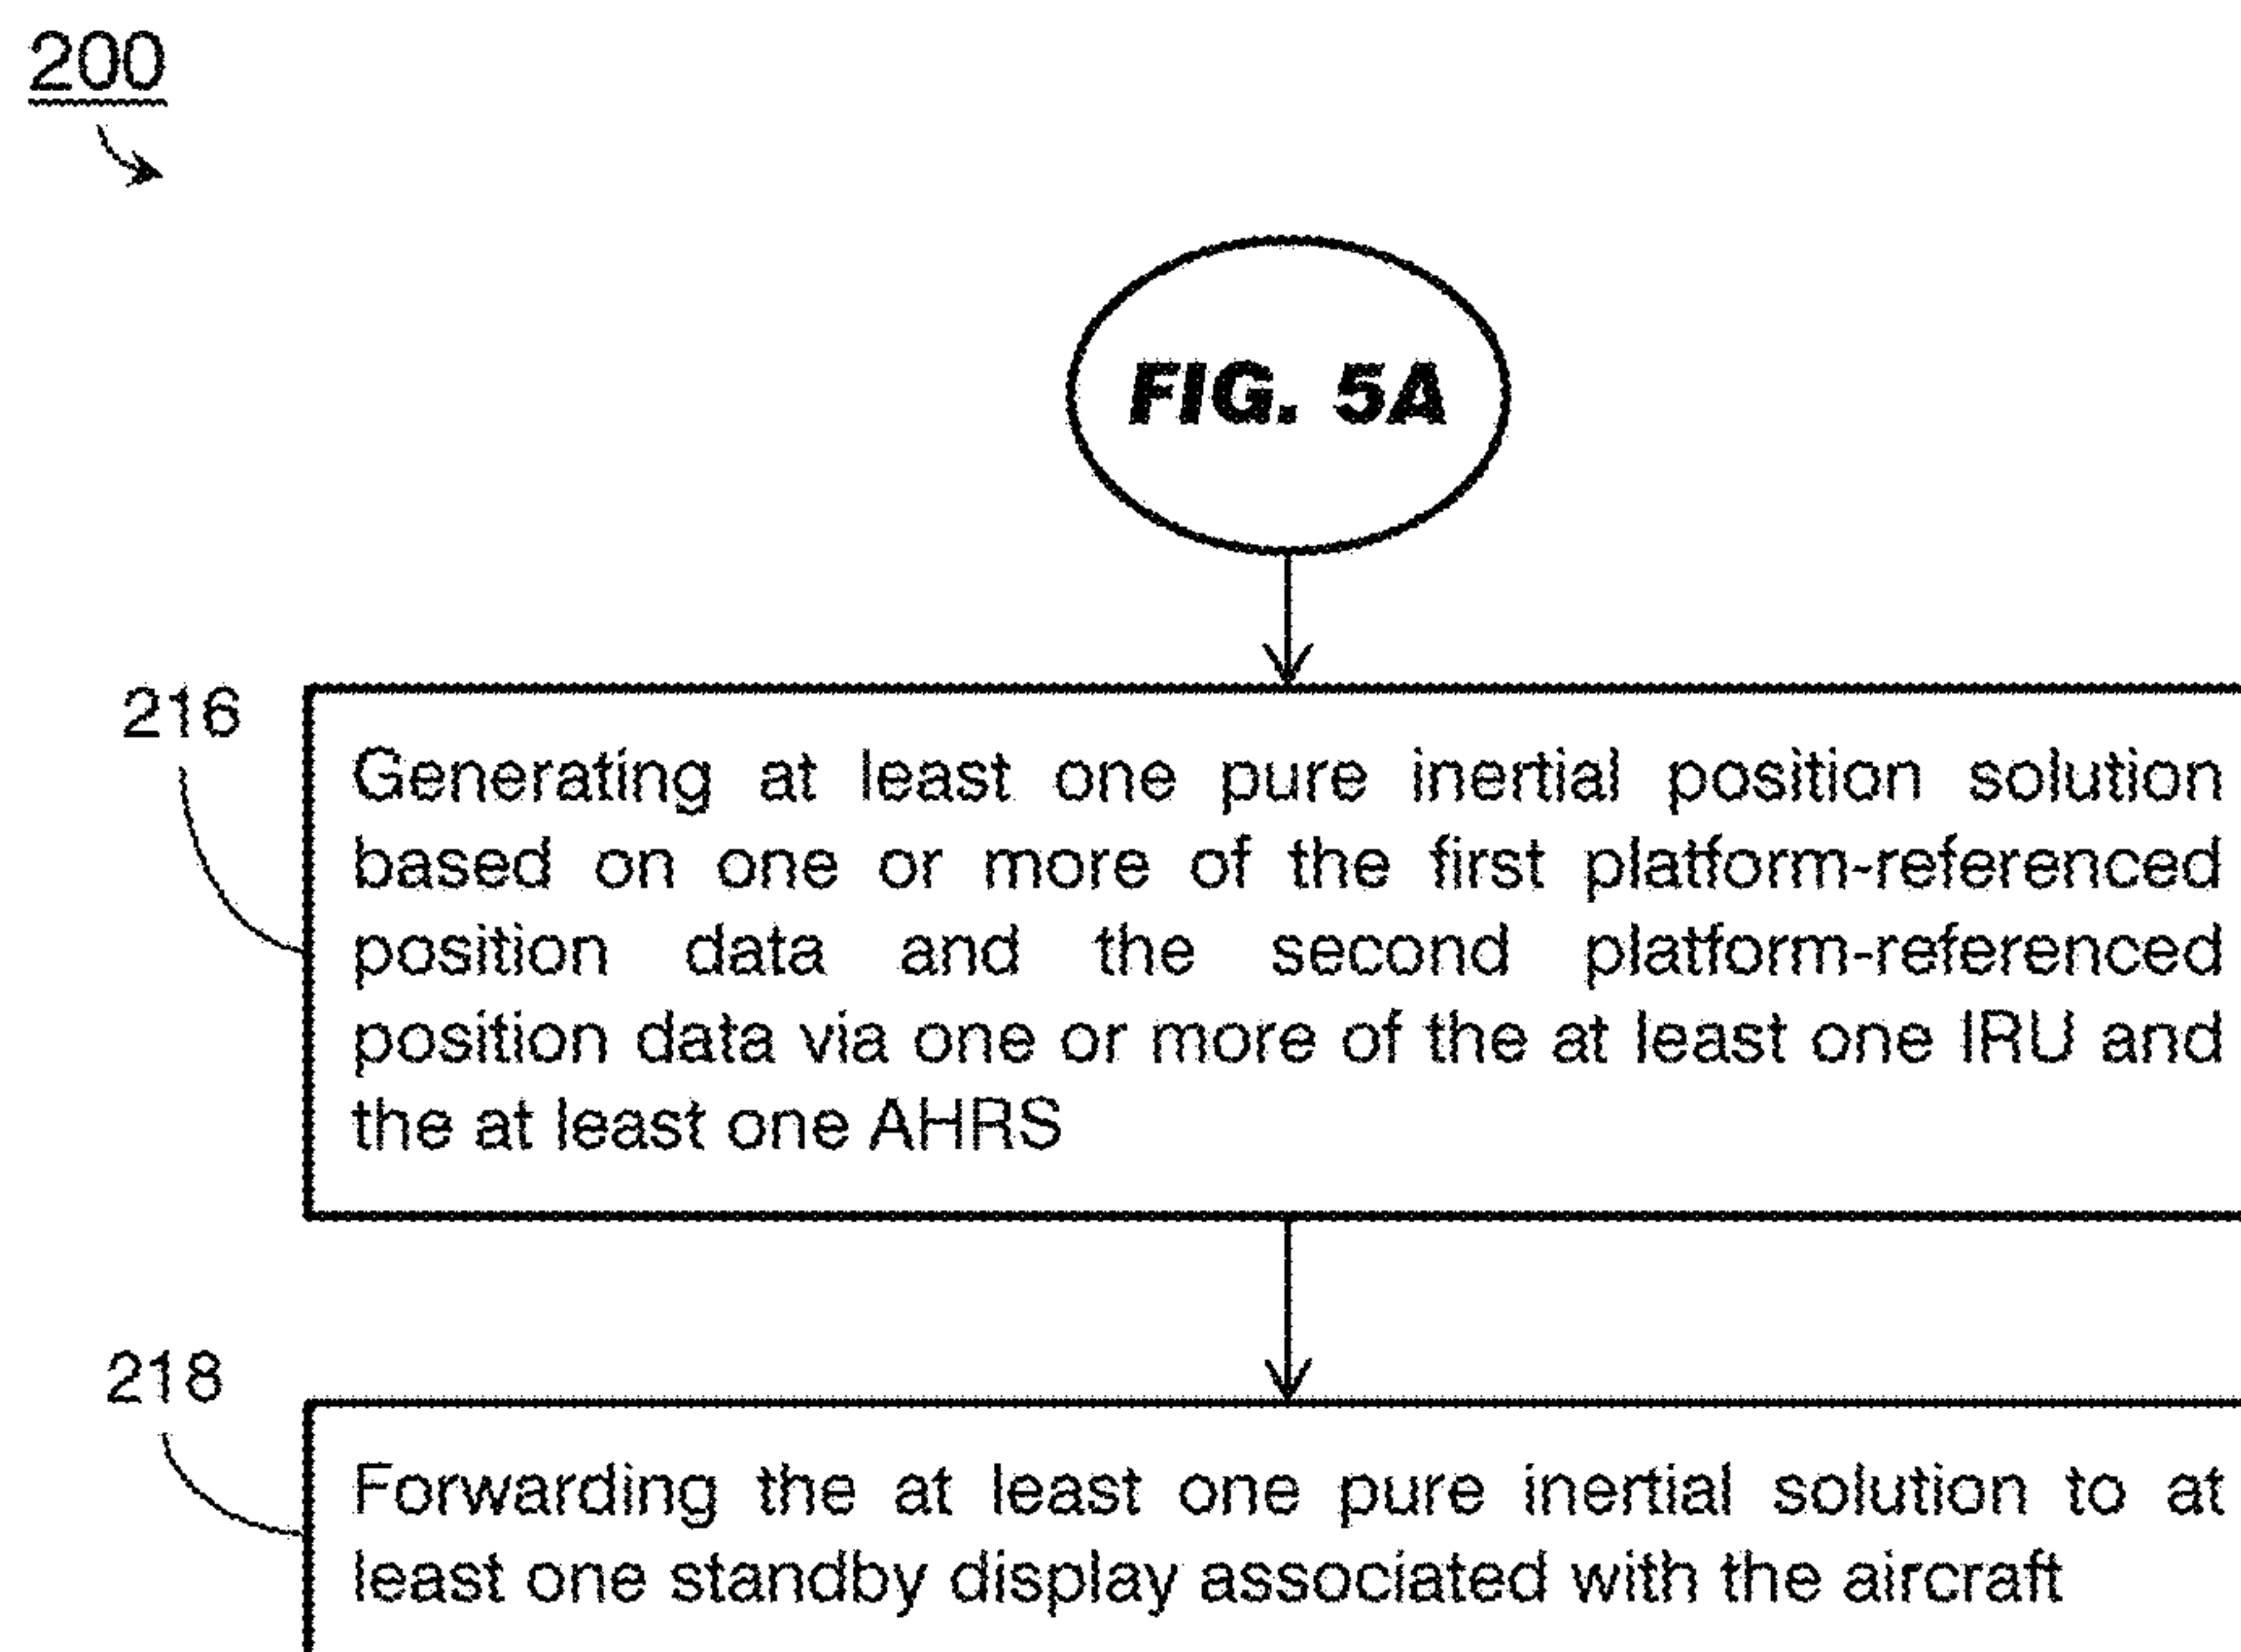 200
FIG. 5A
216
Generating at least one pure inertial position solution
based on one or more of the first platform-referenced
position data and the second platform-referenced
position data via one or more of the at least one IRU and
the at least one AHRS
218
Forwarding the at least one pure inertial solution to at
least one standby display associated with the aircraft